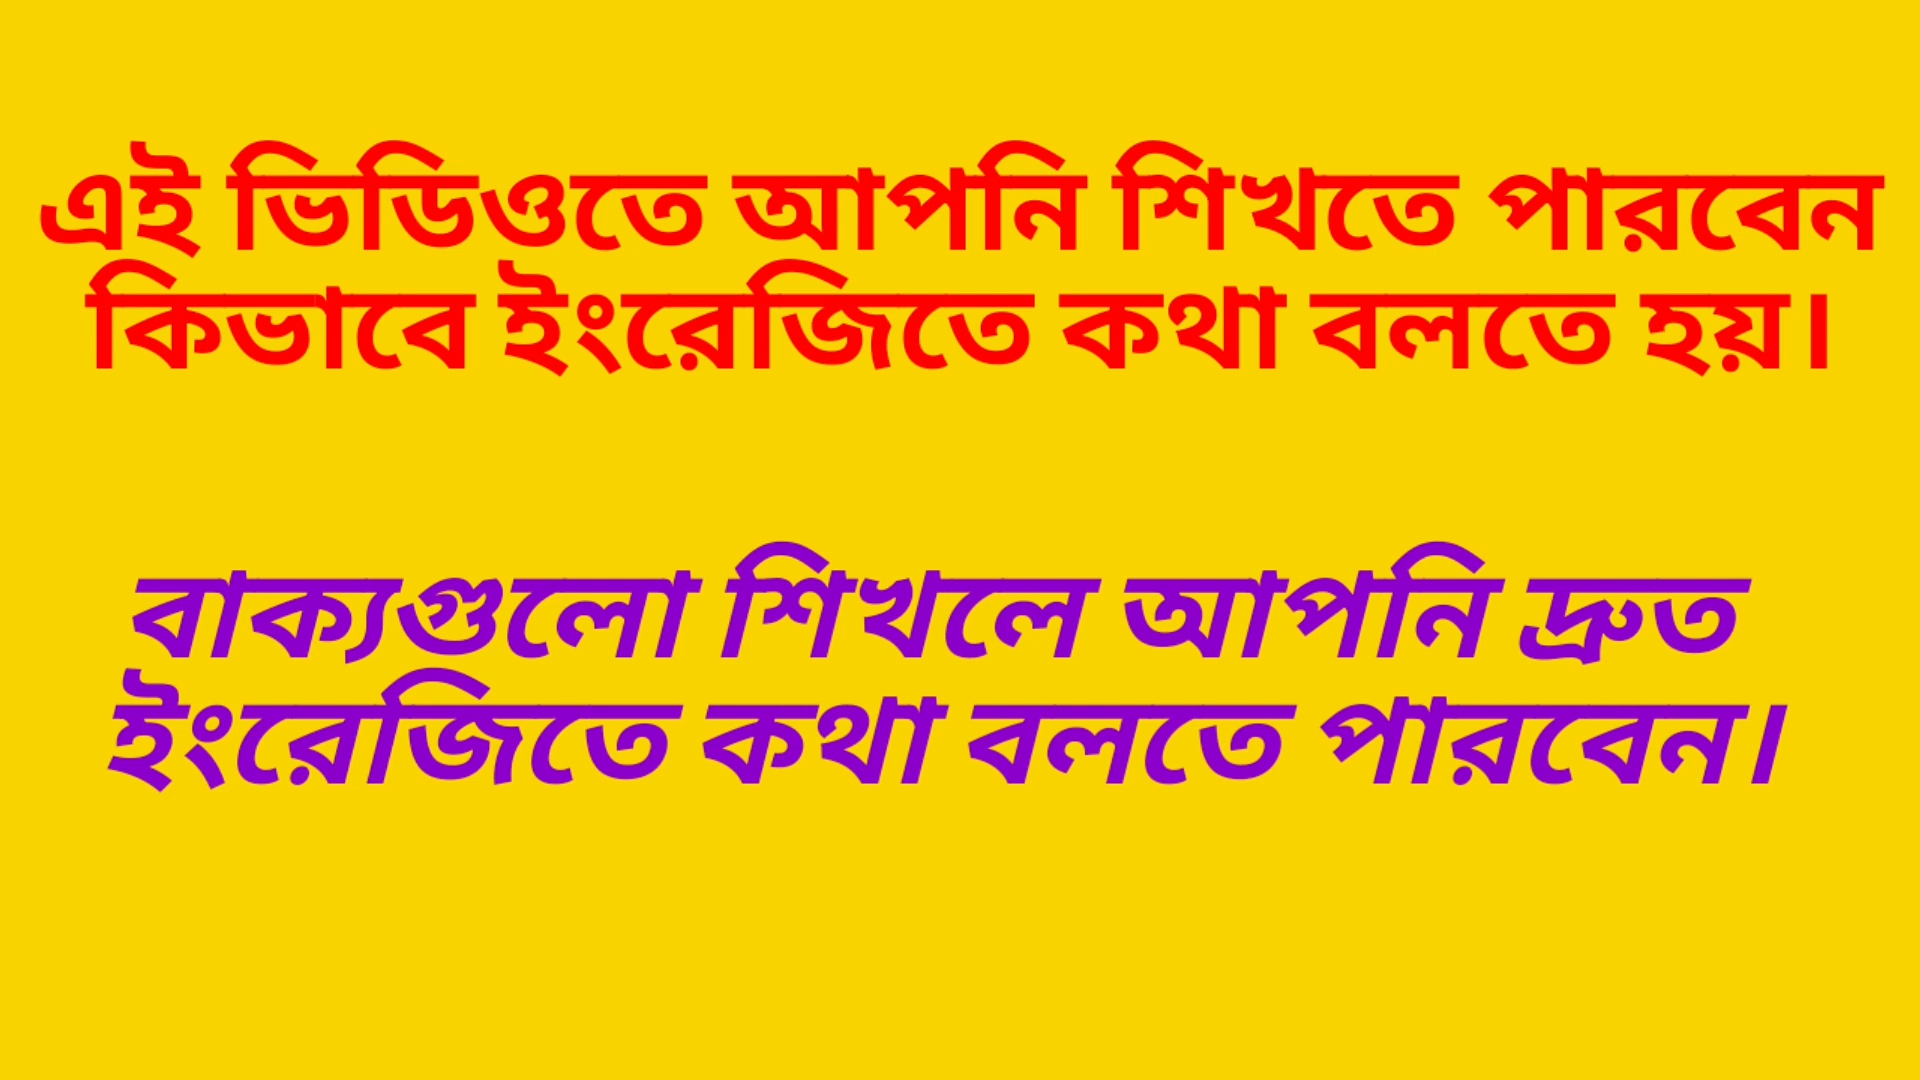 এই ভিডিওতে আপনি শিখতে পারবেন
কিভাবে ইংরেজিতে কথা বলতে হয়।
বাক্যগুলো শিখলে আপনি দ্রুত
ইংরেজিতে কথা বলতে পারবেন।